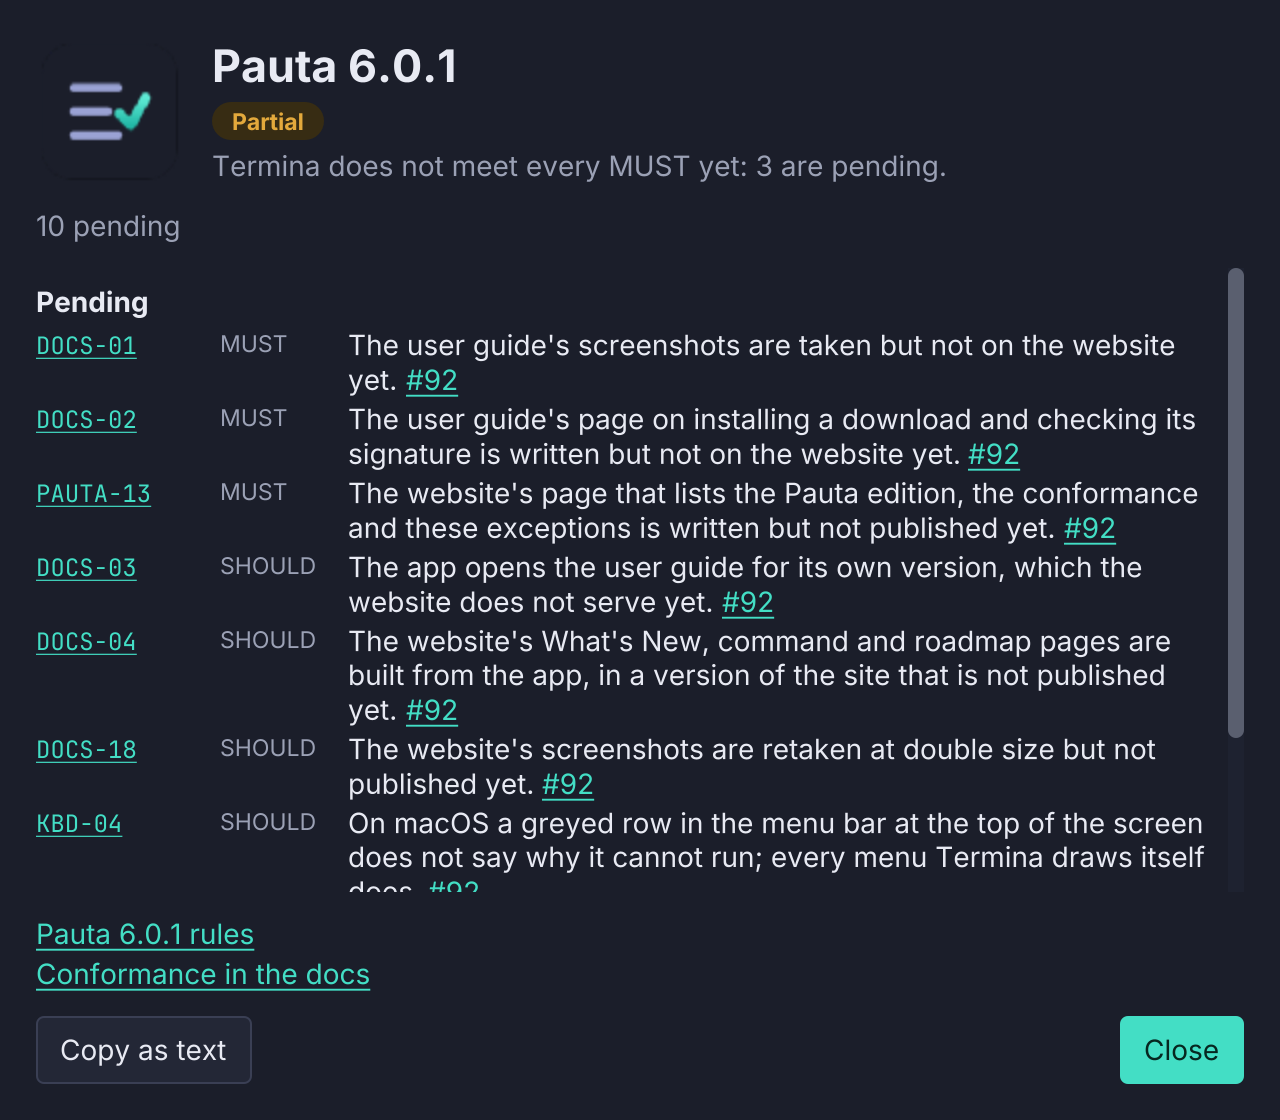 Pauta 6.0.1
Partial
Termina does not meet every MUST yet: 3 are pending.
10 pending
Pending
DOCS-01 MUST The user guide's screenshots are taken but not on the website
yet. #92
DOCS-02 MUST The user guide's page on installing a download and checking its
signature is written but not on the website yet. #92
PAUTA-13 MUST The website's page that lists the Pauta edition, the conformance
and these exceptions is written but not published yet. #92
DOCS-03 SHOULD The app opens the user guide for its own version, which the
website does not serve yet. #92
DOCS-04 SHOULD The website's What's New, command and roadmap pages are
built from the app, in a version of the site that is not published
yet. #92
DOCS-18 SHOULD The website's screenshots are retaken at double size but not
published yet. #92
KBD-04 SHOULD On macOS a greyed row in the menu bar at the top of the screen
does not say why it cannot run; every menu Termina draws itself
does. #92
Pauta 6.0.1 rules
Conformance in the docs
Copy as text
Close